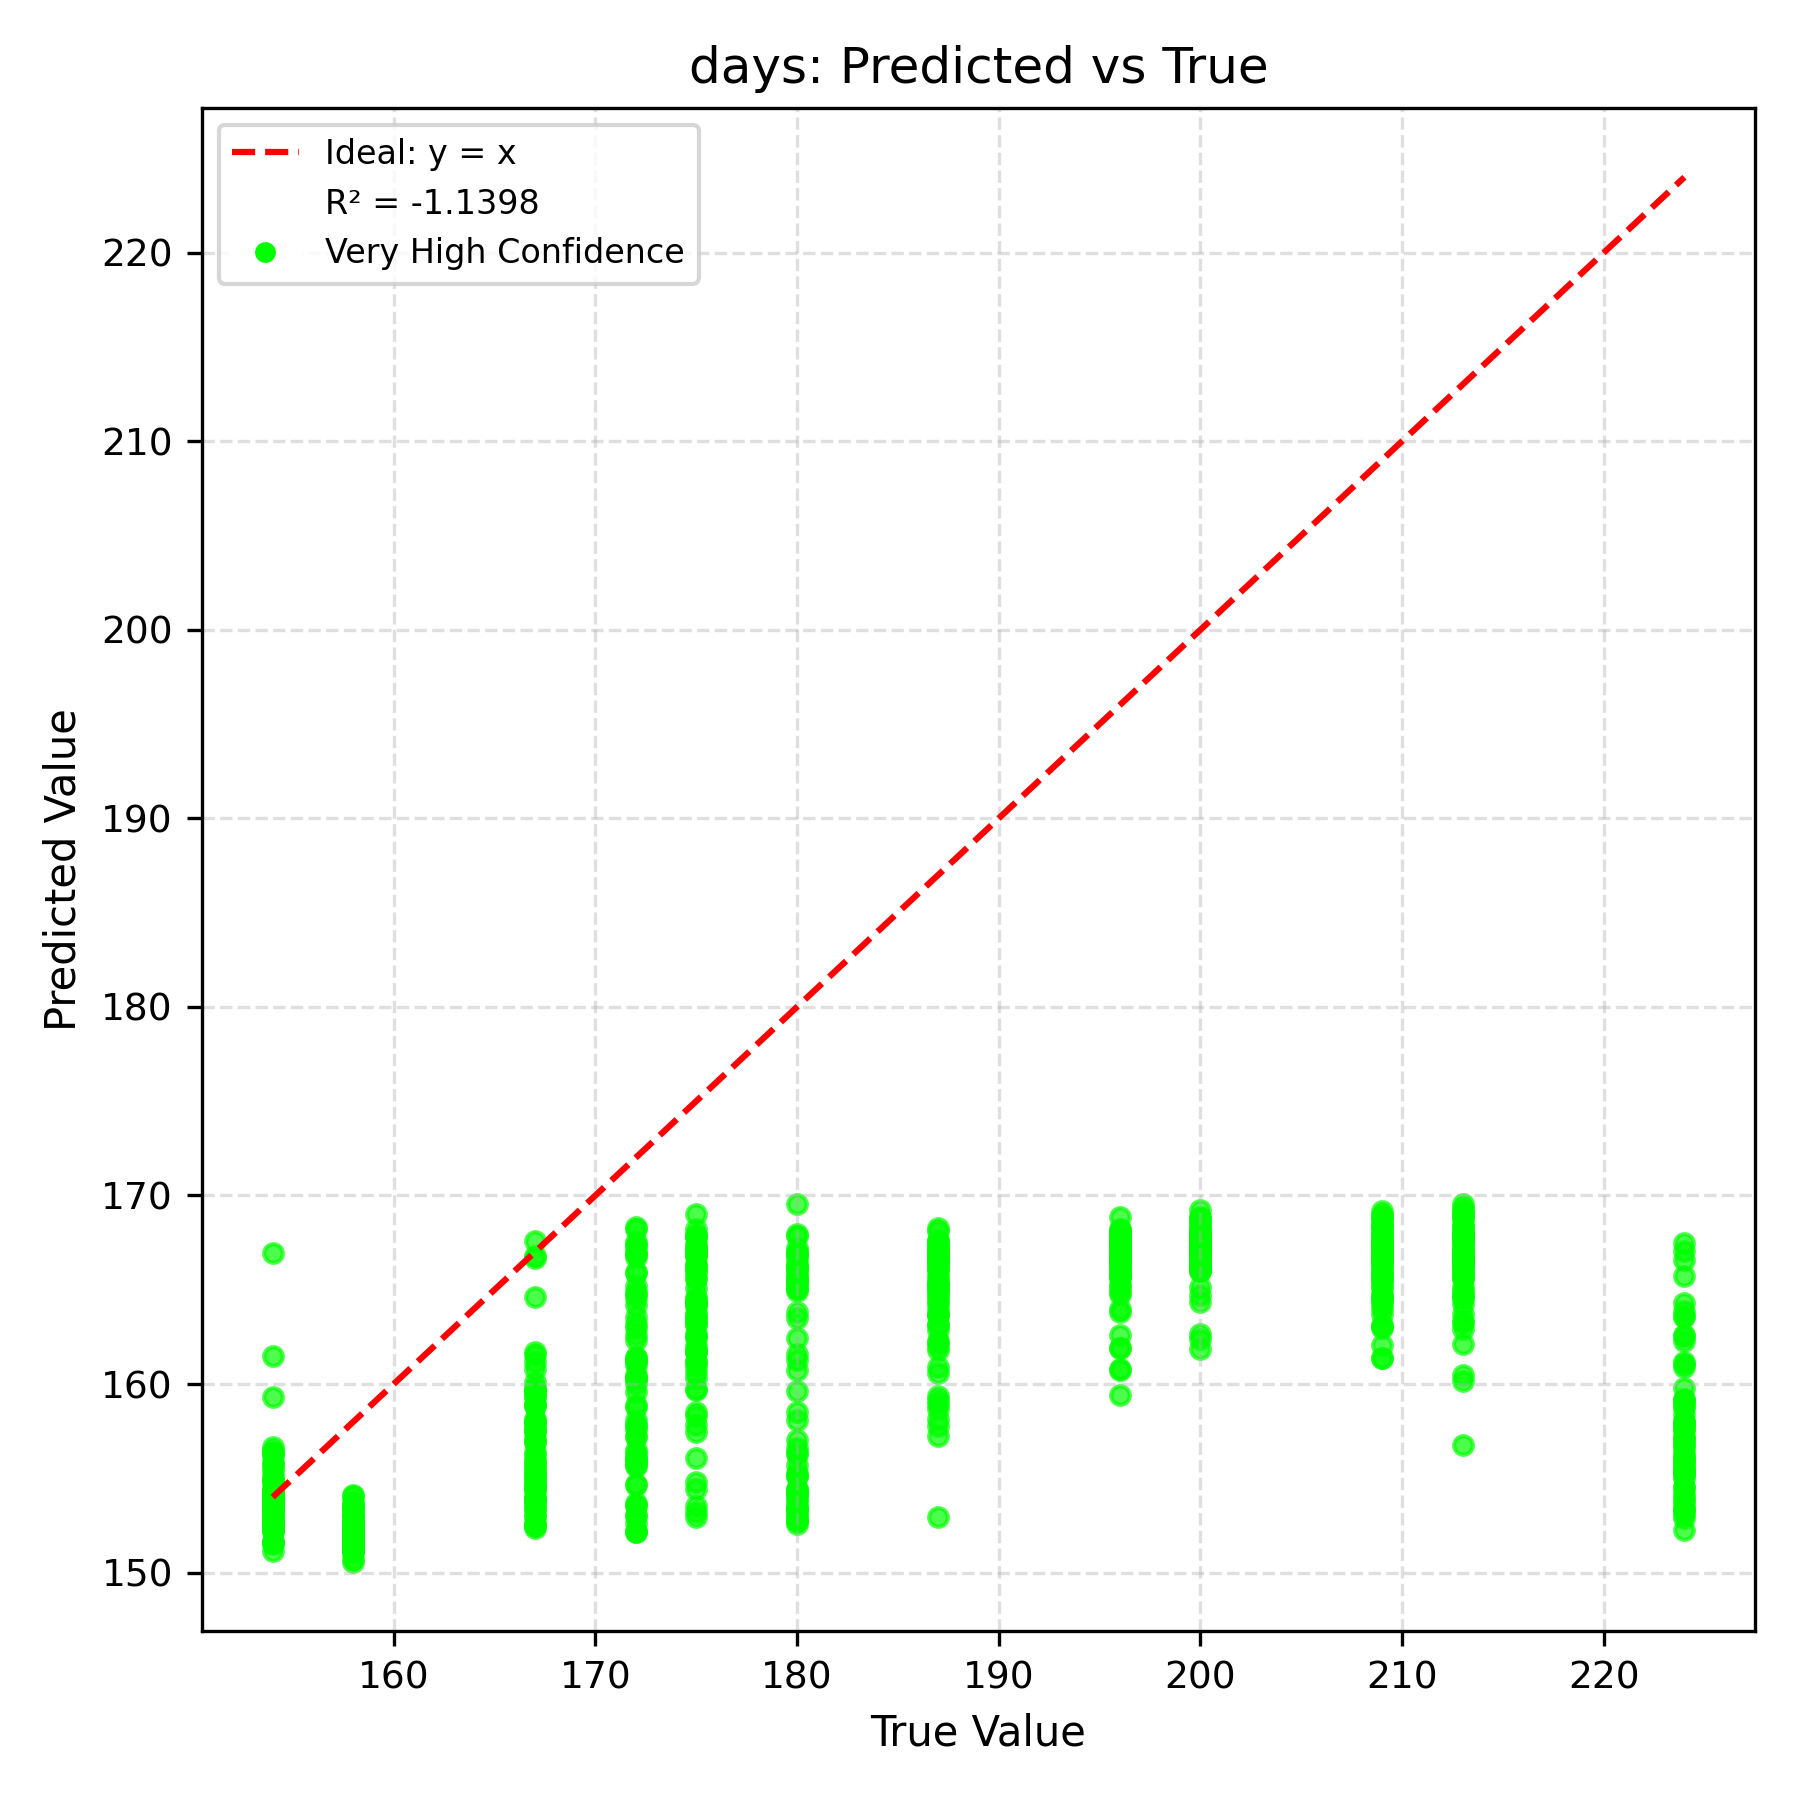 days: Predicted vs True
Ideal: y = x
R² = -1.1398
Very High Confidence
220
210
200
190
180
170
160
150
Predicted Value
160 170 180 190 200 210 220
True Value